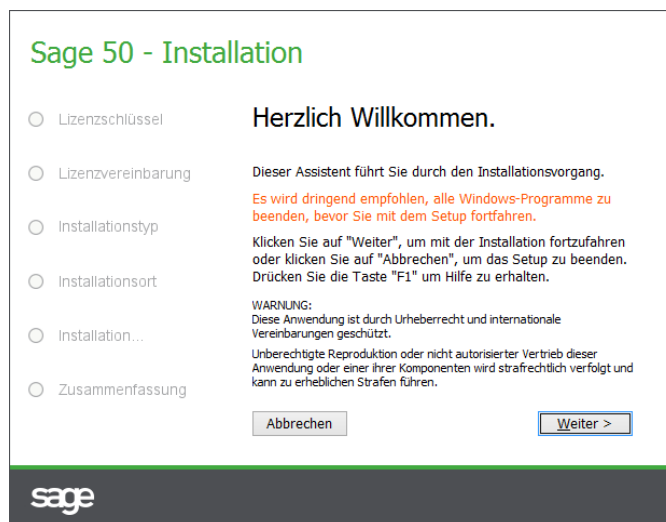 Sage 50 - Installation
Lizenzschlüssel
Lizenzvereinbarung
Installationstyp
Installationsort
Installation...
Zusammenfassung
Herzlich Willkommen.
Dieser Assistent führt Sie durch den Installationsvorgang.
Es wird dringend empfohlen, alle Windows-Programme zu
beenden, bevor Sie mit dem Setup fortfahren.
Klicken Sie auf "Weiter", um mit der Installation fortzufahren
oder klicken Sie auf "Abbrechen", um das Setup zu beenden.
Drücken Sie die Taste "F1" um Hilfe zu erhalten.
WARNUNG:
Diese Anwendung ist durch Urheberrecht und internationale
Vereinbarungen geschützt.
Unberechtigte Reproduktion oder nicht autorisierter Vertrieb dieser
Anwendung oder einer ihrer Komponenten wird strafrechtlich verfolgt und
kann zu erheblichen Strafen führen.
Abbrechen
Weiter >
sage